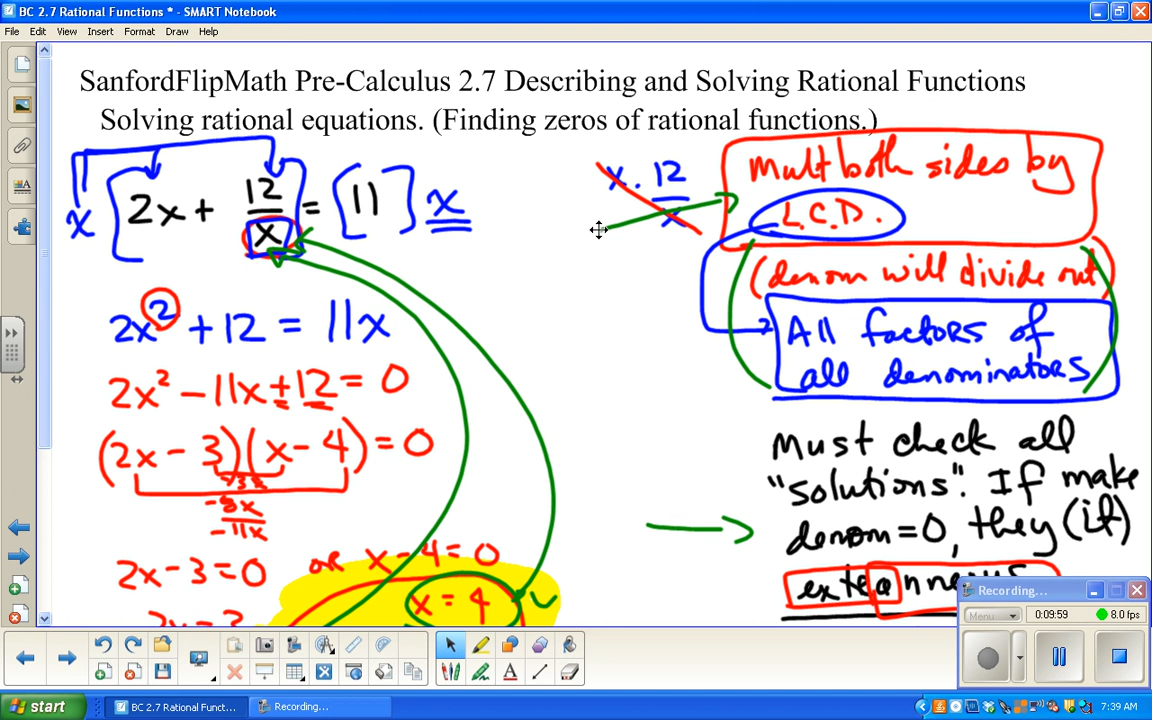 BC 2.7 Rational Functions * - SMART Notebook
File Edit View Insert Format Draw Help
SanfordFlipMath Pre-Calculus 2.7 Describing and Solving Rational Functions
Solving rational equations. (Finding zeros of rational functions.)
x [ 2x + 12/x ] = [ 11 ] x
2x² + 12 = 11x
2x² - 11x + 12 = 0
(2x - 3)(x - 4) = 0
-3x
-8x
-11x
2x - 3 = 0 or x - 4 = 0
x = 4
x · 12/x
Mult both sides by
L.C.D.
(denom will divide out)
All factors of
all denominators
Must check all
"solutions". If make
denom = 0, they (it)
Recording...
Menu 0:09:59 8.0 fps
start BC 2.7 Rational Funct... Recording... 7:39 AM